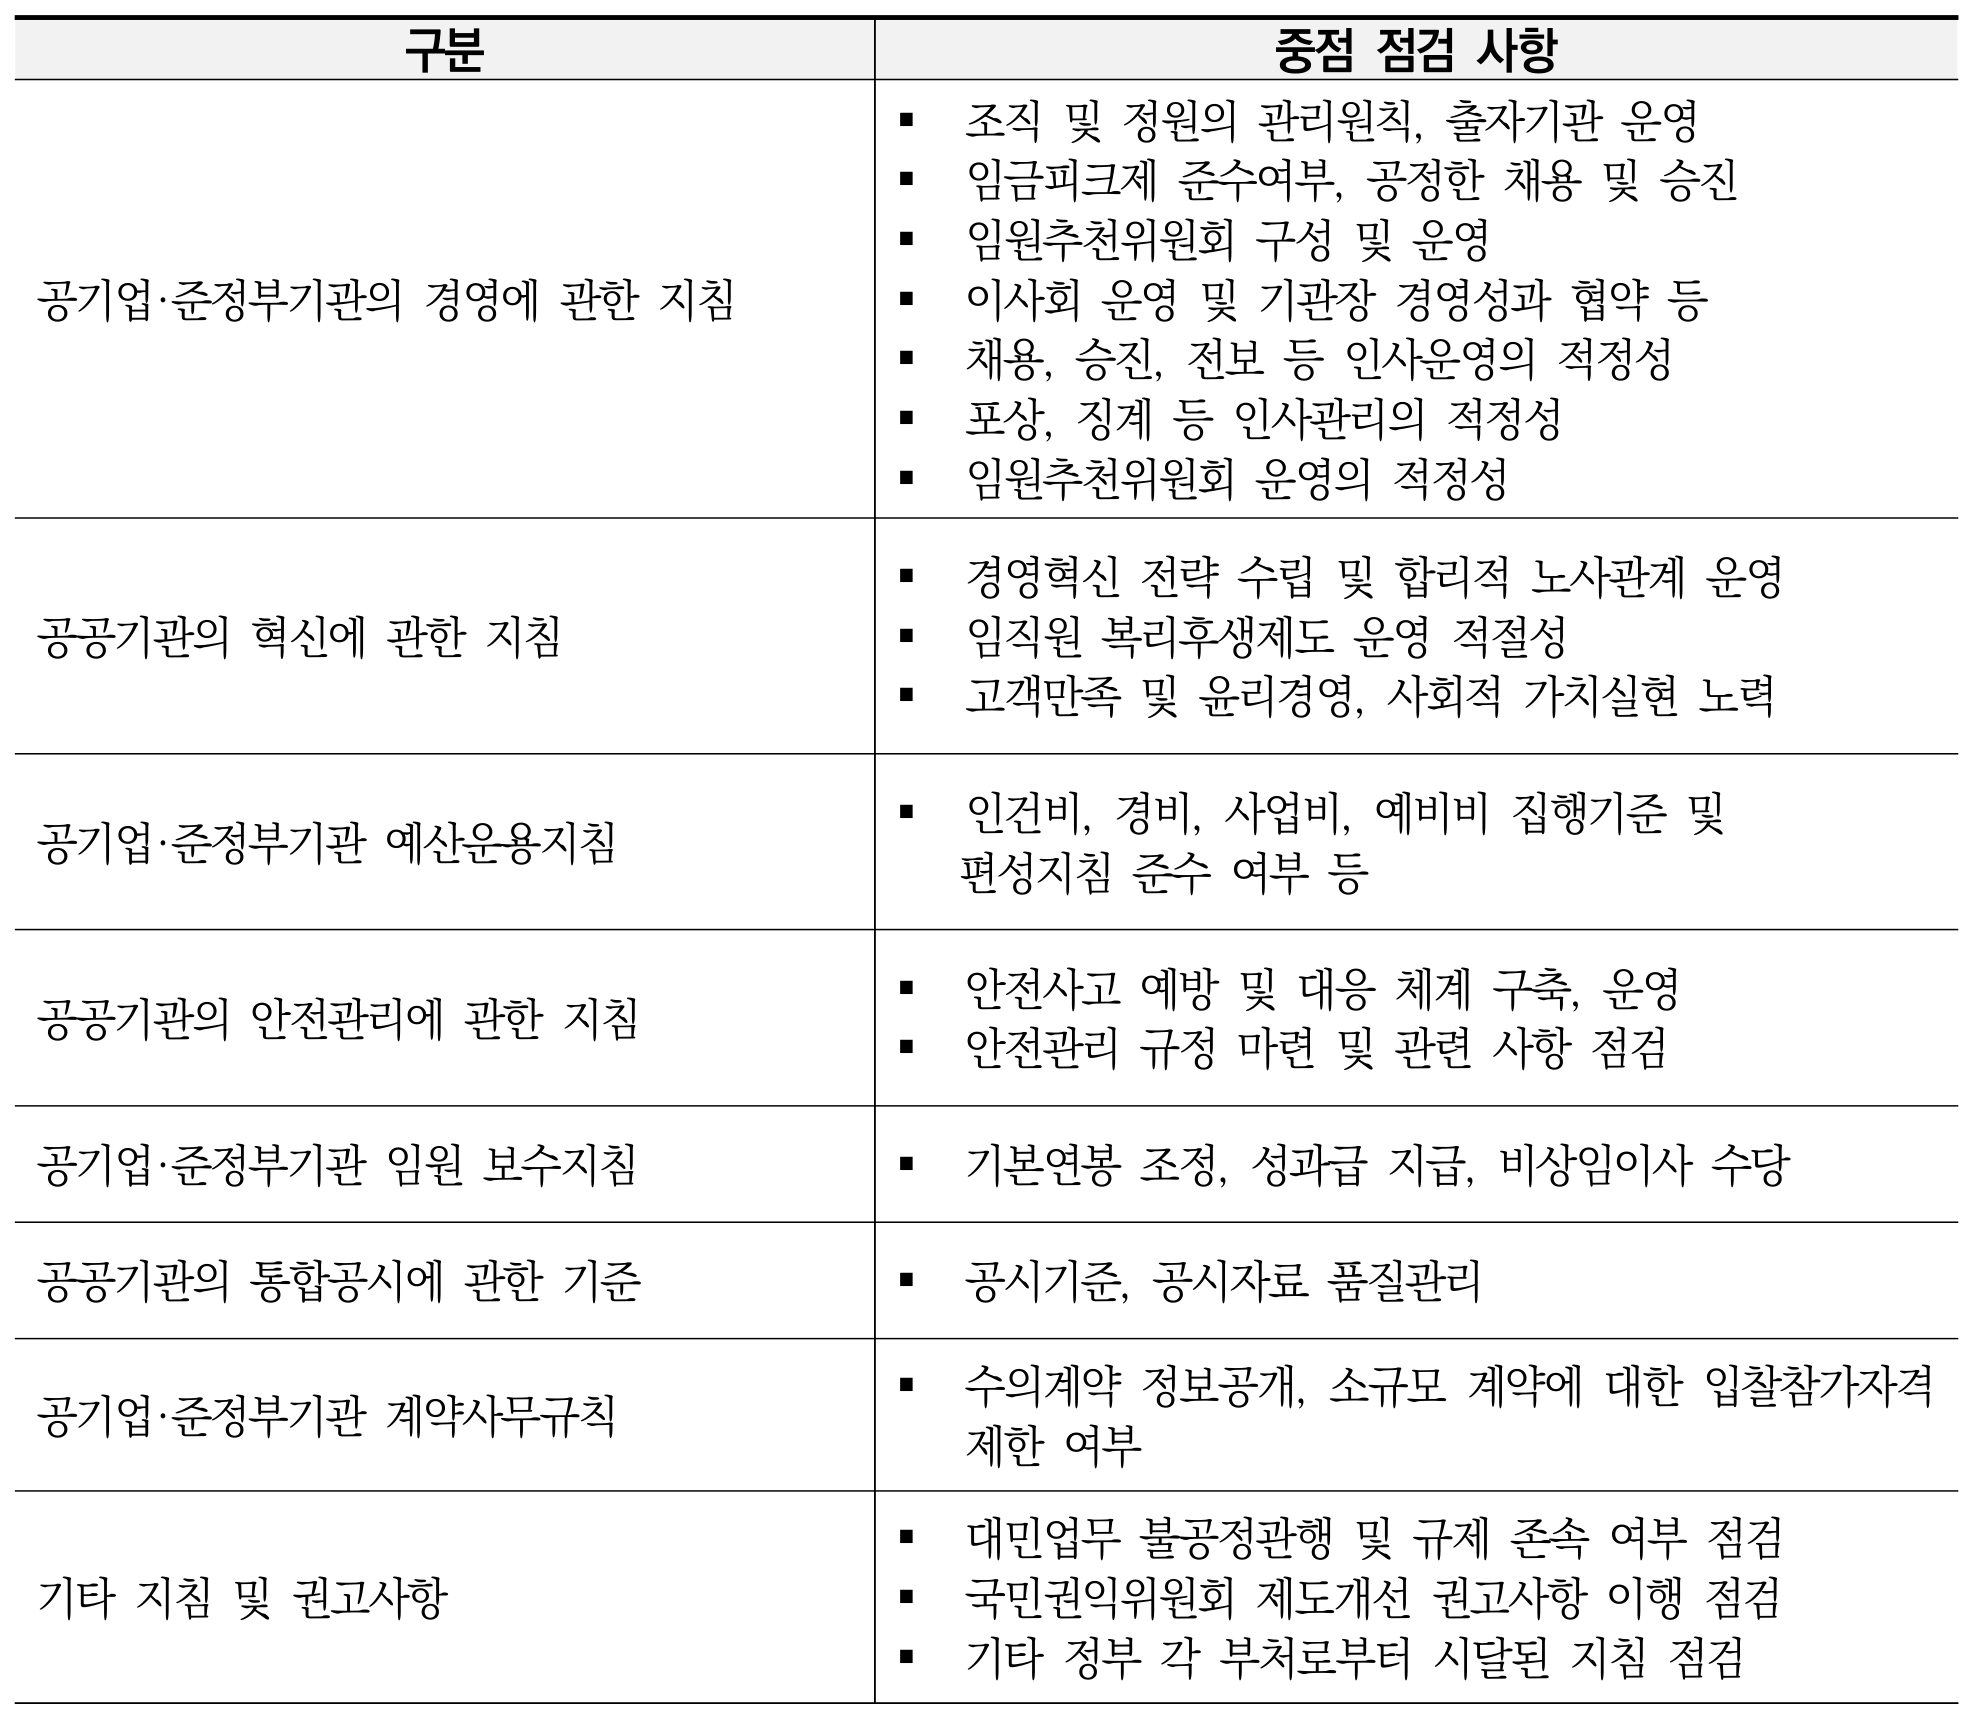 구분
중점 점검 사항
공기업·준정부기관의 경영에 관한 지침
▪ 조직 및 정원의 관리원칙, 출자기관 운영
▪ 임금피크제 준수여부, 공정한 채용 및 승진
▪ 임원추천위원회 구성 및 운영
▪ 이사회 운영 및 기관장 경영성과 협약 등
▪ 채용, 승진, 전보 등 인사운영의 적정성
▪ 포상, 징계 등 인사관리의 적정성
▪ 임원추천위원회 운영의 적정성
공공기관의 혁신에 관한 지침
▪ 경영혁신 전략 수립 및 합리적 노사관계 운영
▪ 임직원 복리후생제도 운영 적절성
▪ 고객만족 및 윤리경영, 사회적 가치실현 노력
공기업·준정부기관 예산운용지침
▪ 인건비, 경비, 사업비, 예비비 집행기준 및
편성지침 준수 여부 등
공공기관의 안전관리에 관한 지침
▪ 안전사고 예방 및 대응 체계 구축, 운영
▪ 안전관리 규정 마련 및 관련 사항 점검
공기업·준정부기관 임원 보수지침
▪ 기본연봉 조정, 성과급 지급, 비상임이사 수당
공공기관의 통합공시에 관한 기준
▪ 공시기준, 공시자료 품질관리
공기업·준정부기관 계약사무규칙
▪ 수의계약 정보공개, 소규모 계약에 대한 입찰참가자격
제한 여부
기타 지침 및 권고사항
▪ 대민업무 불공정관행 및 규제 존속 여부 점검
▪ 국민권익위원회 제도개선 권고사항 이행 점검
▪ 기타 정부 각 부처로부터 시달된 지침 점검